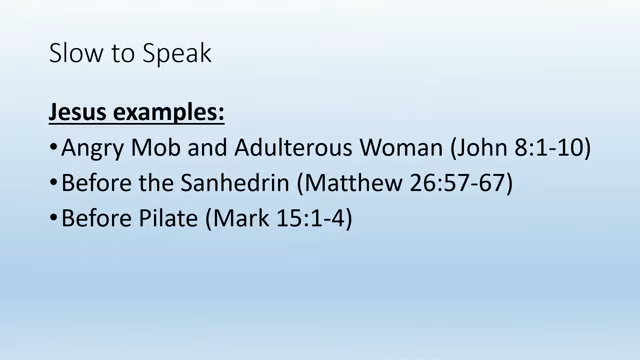 Slow to Speak
Jesus examples:
•Angry Mob and Adulterous Woman (John 8:1-10)
•Before the Sanhedrin (Matthew 26:57-67)
•Before Pilate (Mark 15:1-4)